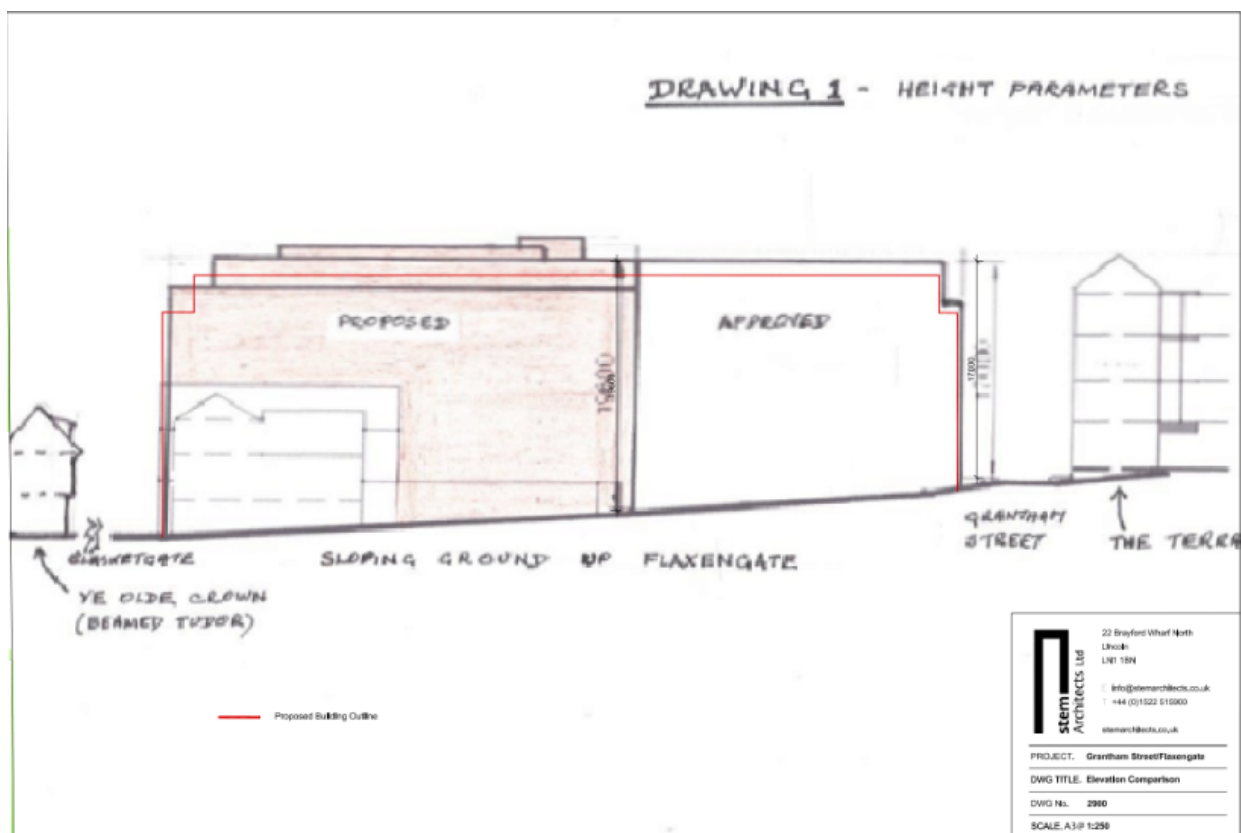 DRAWING 1 - HEIGHT PARAMETERS
PROPOSED
APPROVED
17000
GRANTHAM
STREET
THE TERRA
CLASKETGATE
SLOPING GROUND UP FLAXENGATE
YE OLDE CROWN
(BEAMED TUDOR)
Proposed Building Outline
stem
Architects Ltd
22 Brayford Wharf North
Lincoln
LN1 1BN
E info@stemarchitects.co.uk
T +44 (0)1522 515900
stemarchitects.co.uk
PROJECT. Grantham Street/Flaxengate
DWG TITLE. Elevation Comparison
DWG No. 2900
SCALE. A3@ 1:250